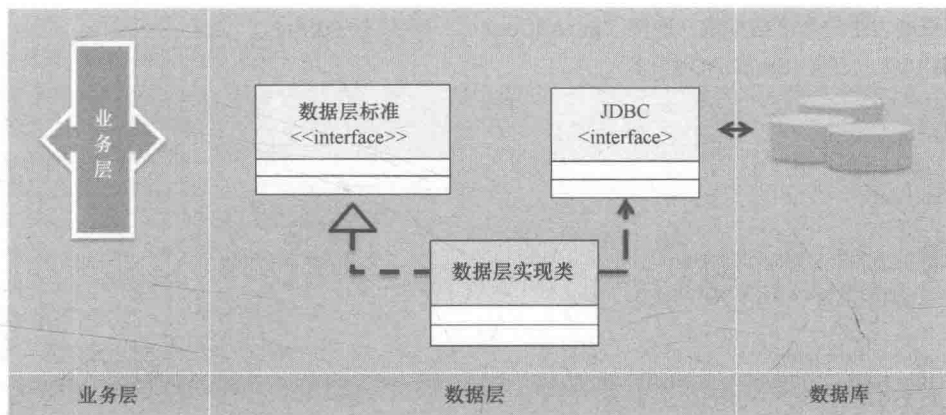 业务层
数据层标准
<<interface>>
JDBC
<interface>
数据层实现类
业务层
数据层
数据库